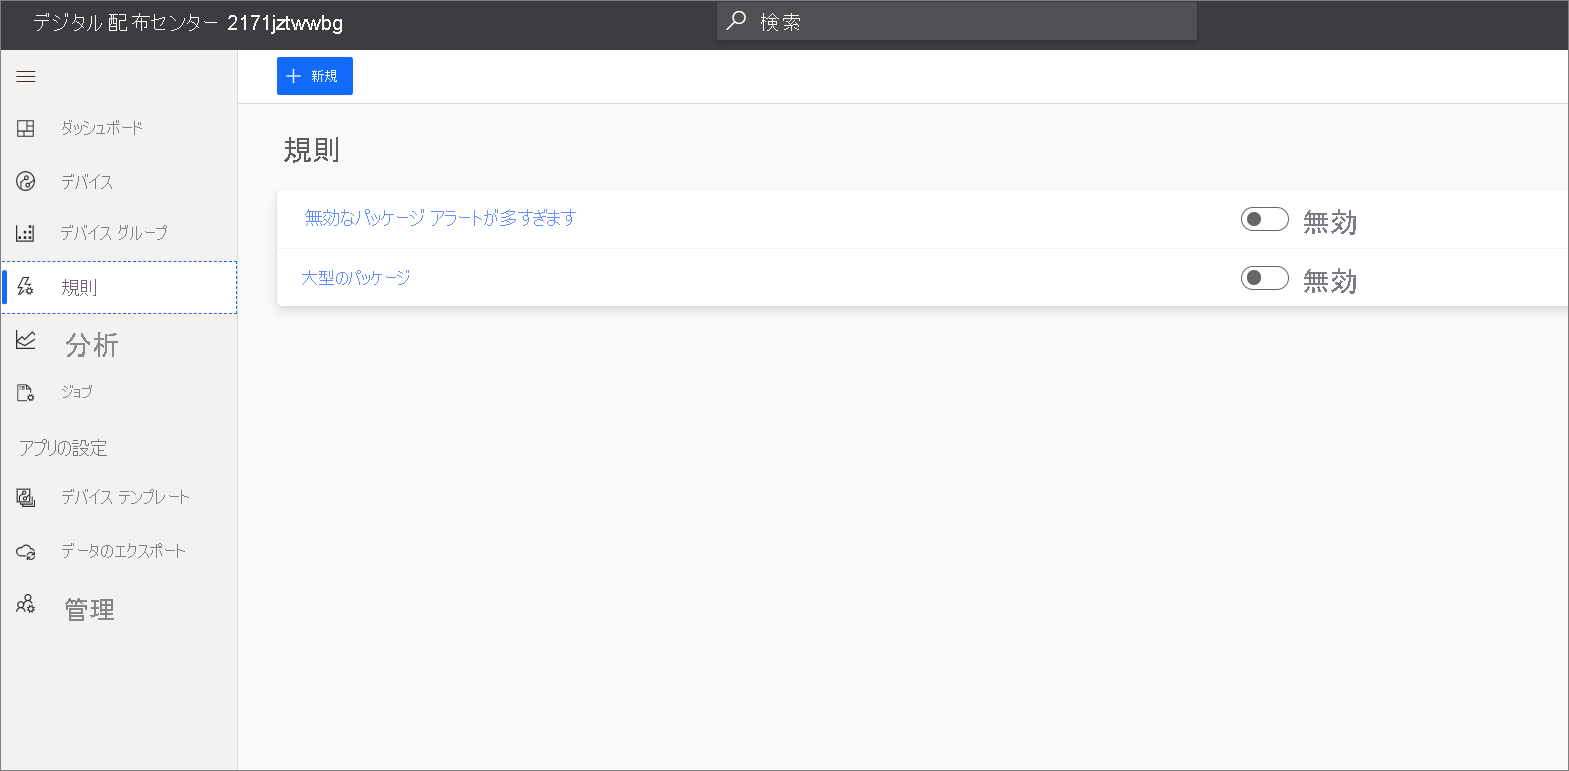 デジタル配布センター 2171jztwwbg
検索
新規
ダッシュボード
デバイス
デバイス グループ
規則
分析
ジョブ
アプリの設定
デバイス テンプレート
データのエクスポート
管理
規則
無効なパッケージ アラートが多すぎます
無効
大型のパッケージ
無効